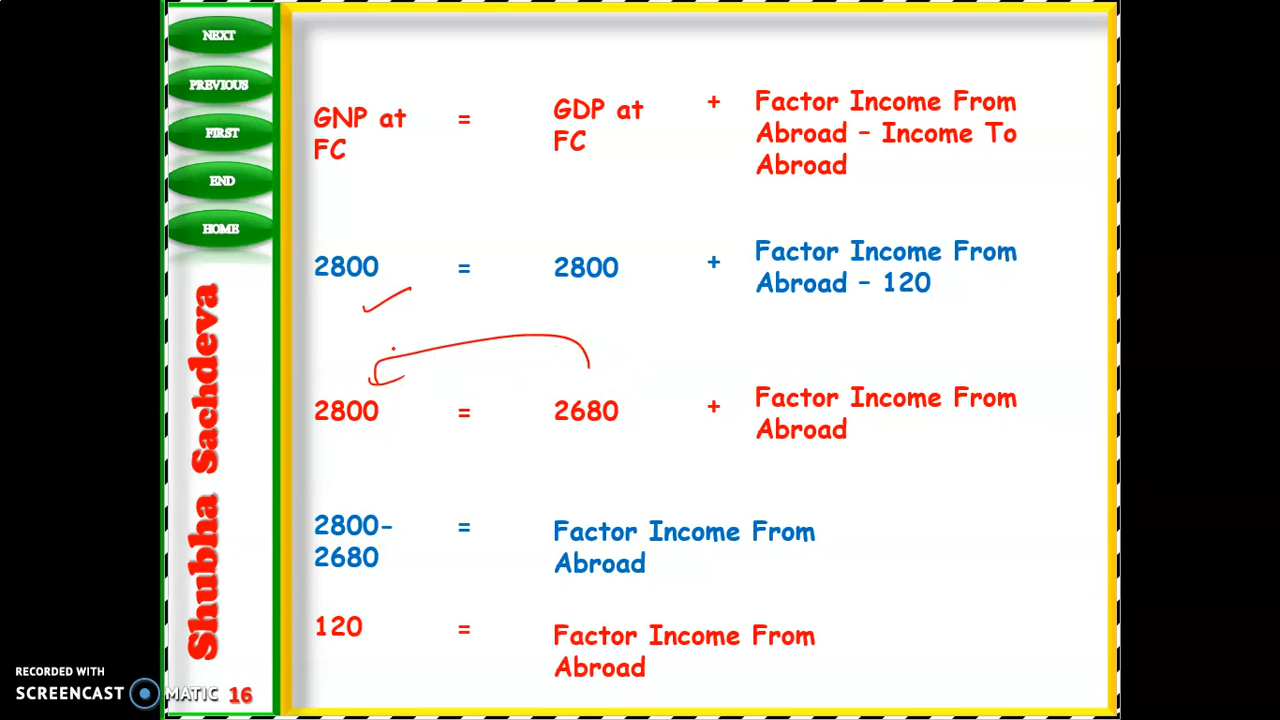 NEXT
PREVIOUS
FIRST
END
HOME
Shubha Sachdeva
GNP at
FC
=
GDP at
FC
+
Factor Income From
Abroad – Income To
Abroad
2800
=
2800
+
Factor Income From
Abroad – 120
2800
=
2680
+
Factor Income From
Abroad
2800-
2680
=
Factor Income From
Abroad
120
=
Factor Income From
Abroad
RECORDED WITH
SCREENCAST MATIC
16